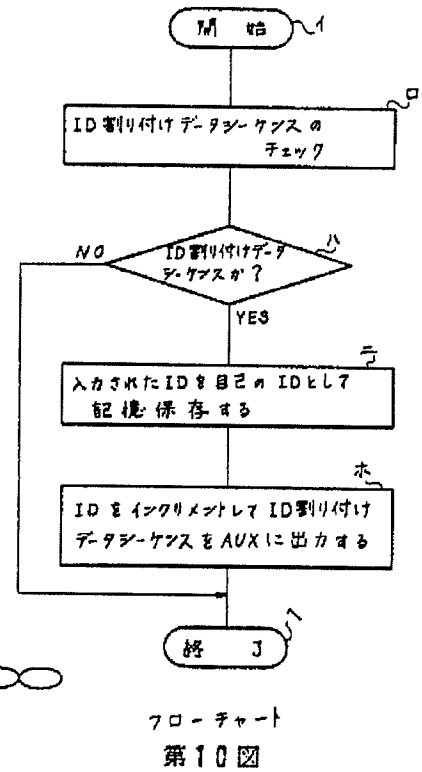 開 始
イ
ロ
ID割り付けデータシーケンスの
チェック
ハ
NO
ID割り付けデータ
シーケンスか?
YES
ニ
入力されたIDを自己のIDとして
記憶保存する
ホ
IDをインクリメントしてID割り付け
データシーケンスをAUXに出力する
終 了
フローチャート
第10図